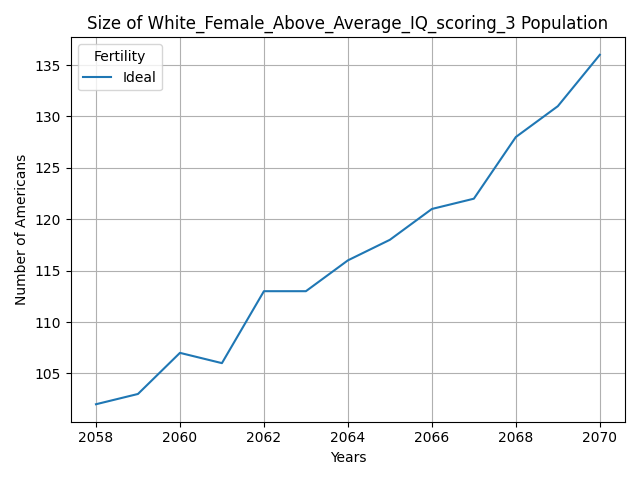 Size of White_Female_Above_Average_IQ_scoring_3 Population
Fertility
Ideal
135
130
125
120
115
110
105
Number of Americans
2058 2060 2062 2064 2066 2068 2070
Years